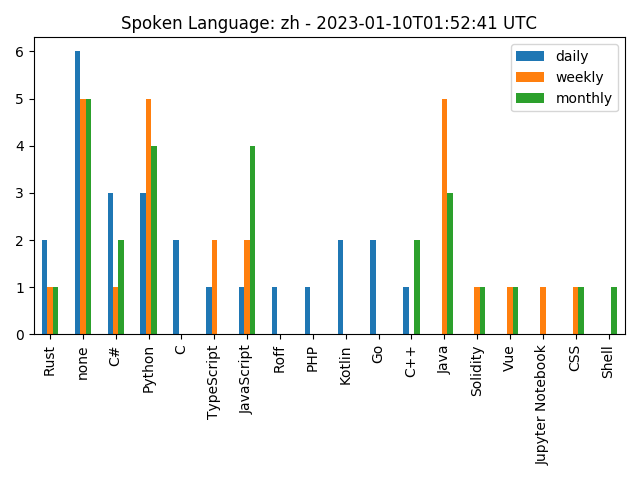 Spoken Language: zh - 2023-01-10T01:52:41 UTC
daily
weekly
monthly
6
5
4
3
2
1
0
Rust
none
C#
Python
C
TypeScript
JavaScript
Roff
PHP
Kotlin
Go
C++
Java
Solidity
Vue
Jupyter Notebook
CSS
Shell